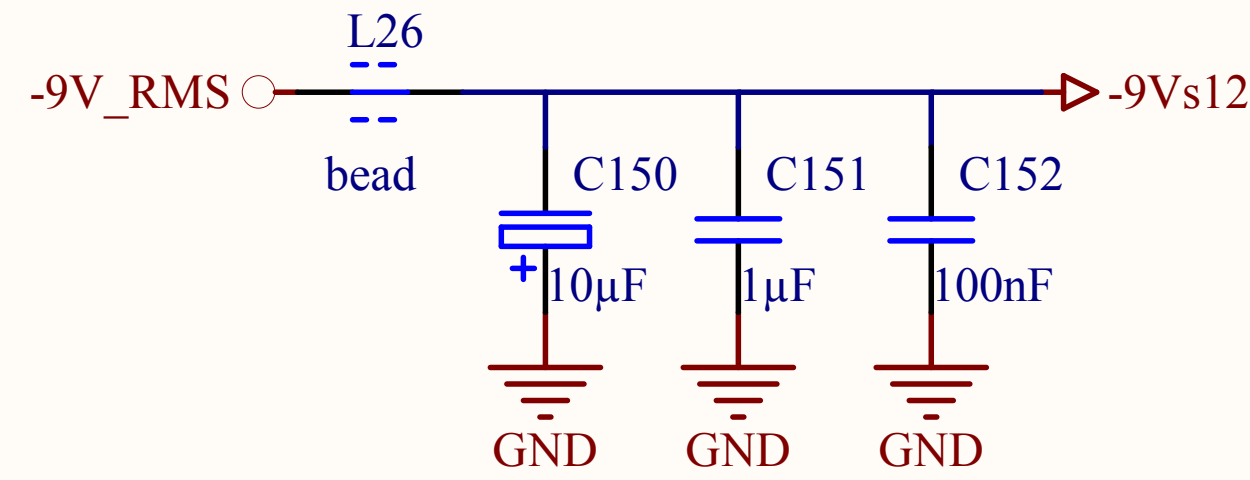 L26
-9V_RMS
-9Vs12
bead
C150
C151
C152
+
10µF
1µF
100nF
GND
GND
GND